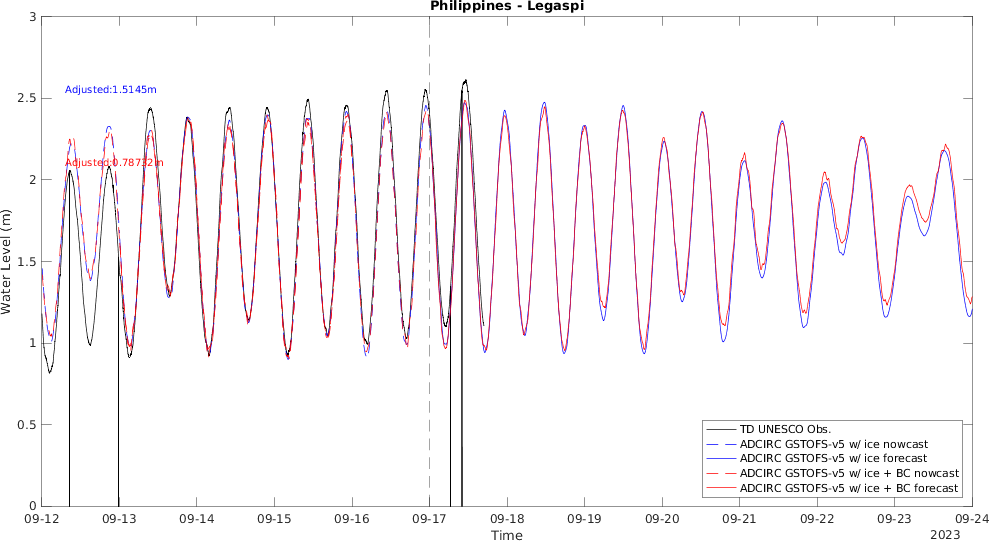 Philippines - Legaspi
3
2.5
2
1.5
1
0.5
0
Water Level (m)
Adjusted:1.5145m
Adjusted:0.78732m
TD UNESCO Obs.
ADCIRC GSTOFS-v5 w/ ice nowcast
ADCIRC GSTOFS-v5 w/ ice forecast
ADCIRC GSTOFS-v5 w/ ice + BC nowcast
ADCIRC GSTOFS-v5 w/ ice + BC forecast
09-12 09-13 09-14 09-15 09-16 09-17 09-18 09-19 09-20 09-21 09-22 09-23 09-24
Time
2023